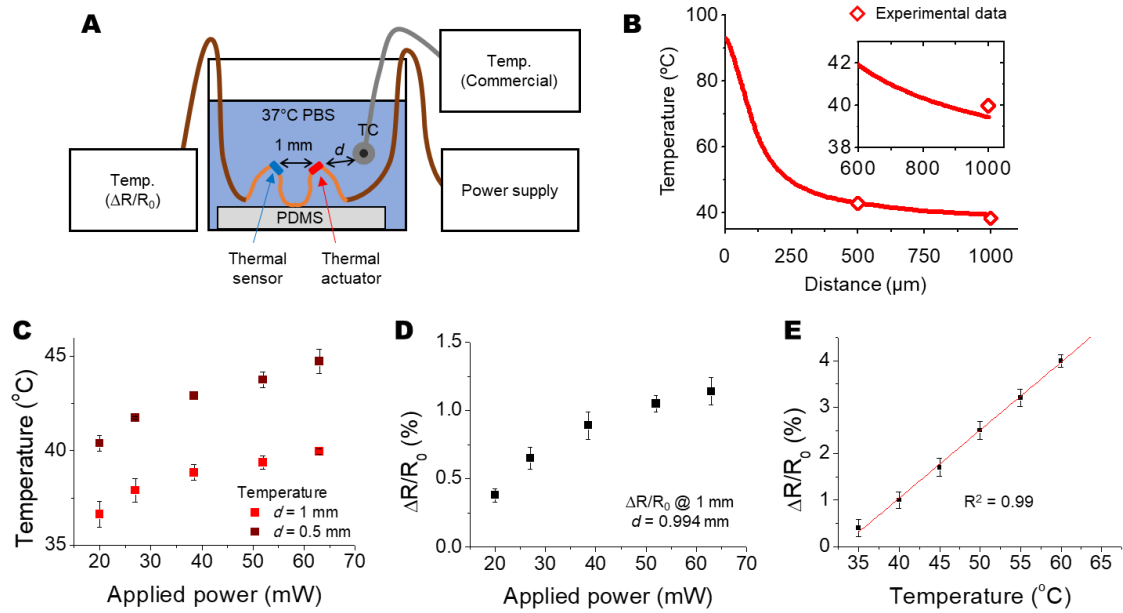 A
Temp.
(Commercial)
37°C PBS
TC
1 mm
d
Temp.
(ΔR/R0)
Power supply
PDMS
Thermal
sensor
Thermal
actuator
B
Experimental data
Temperature (ºC)
100
80
60
40
0
250
500
750
1000
Distance (µm)
42
40
38
600
800
1000
C
Temperature (oC)
45
40
35
Temperature
d = 1 mm
d = 0.5 mm
20
30
40
50
60
70
Applied power (mW)
D
ΔR/R0 (%)
1.5
1.0
0.5
0.0
ΔR/R0 @ 1 mm
d = 0.994 mm
20
30
40
50
60
70
Applied power (mW)
E
ΔR/R0 (%)
4
3
2
1
0
R2 = 0.99
35
40
45
50
55
60
65
Temperature (oC)